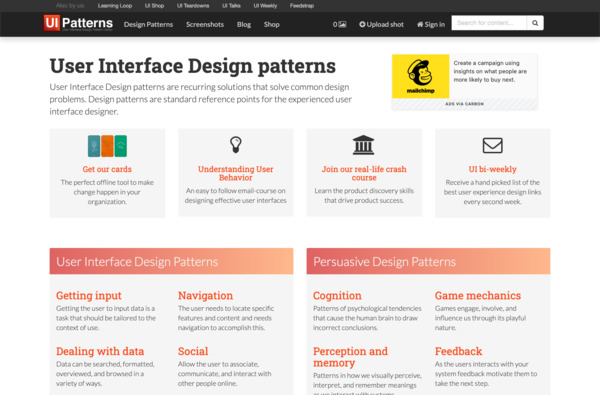 Also by us: Learning Loop UI Shop UI Teardowns UI Talks UI Weekly Feedstrap
UI Patterns
User Interface Design Pattern Library
Design Patterns Screenshots Blog Shop 0 Upload shot Sign in Search for content...
User Interface Design patterns
User Interface Design patterns are recurring solutions that solve common design
problems. Design patterns are standard reference points for the experienced user
interface designer.
mailchimp
Create a campaign using
insights on what people are
more likely to buy next.
ADS VIA CARBON
Get our cards
The perfect offline tool to make
change happen in your
organization.
Understanding User
Behavior
An easy to follow email-course on
designing effective user interfaces
Join our real-life crash
course
Learn the product discovery skills
that drive product success.
UI bi-weekly
Receive a hand picked list of the
best user experience design links
every second week.
User Interface Design Patterns
Getting input
Getting the user to input data is a
task that should be tailored to the
context of use.
Navigation
The user needs to locate specific
features and content and needs
navigation to accomplish this.
Dealing with data
Data can be searched, formatted,
overviewed, and browsed in a
variety of ways.
Social
Allow the user to associate,
communicate, and interact with
other people online.
Persuasive Design Patterns
Cognition
Patterns of psychological tendencies
that cause the human brain to draw
incorrect conclusions.
Game mechanics
Games engage, involve, and
influence us through its playful
nature.
Perception and
memory
Patterns in how we visually perceive,
interpret, and remember meanings
as we interact with systems.
Feedback
As the users interacts with your
system feedback motivate them to
take the next step.